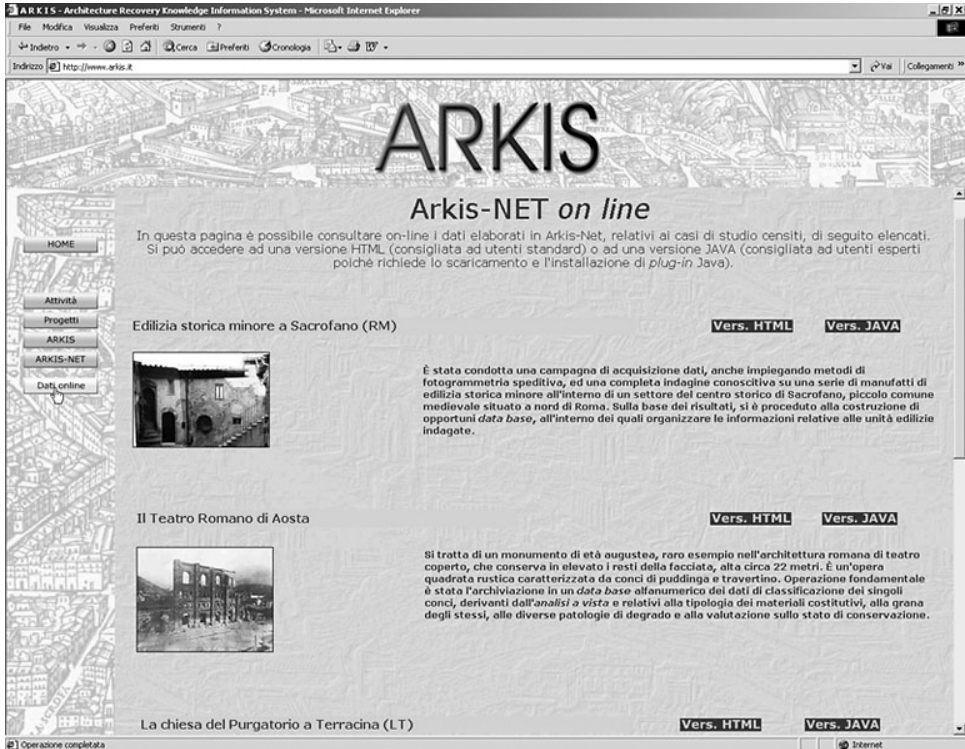 A R K I S - Architecture Recovery Knowledge Information System - Microsoft Internet Explorer
File Modifica Visualizza Preferiti Strumenti ?
Indietro Cerca Preferiti Cronologia
Indirizzo http://www.arkis.it Vai Collegamenti
ARKIS
Arkis-NET on line
In questa pagina è possibile consultare on-line i dati elaborati in Arkis-Net, relativi ai casi di studio censiti, di seguito elencati.
Si può accedere ad una versione HTML (consigliata ad utenti standard) o ad una versione JAVA (consigliata ad utenti esperti
poichè richiede lo scaricamento e l'installazione di plug-in Java).
HOME
Attività
Progetti
ARKIS
ARKIS-NET
Dati online
Edilizia storica minore a Sacrofano (RM) Vers. HTML Vers. JAVA
È stata condotta una campagna di acquisizione dati, anche impiegando metodi di
fotogrammetria speditiva, ed una completa indagine conoscitiva su una serie di manufatti di
edilizia storica minore all'interno di un settore del centro storico di Sacrofano, piccolo comune
medievale situato a nord di Roma. Sulla base dei risultati, si è proceduto alla costruzione di
opportuni data base, all'interno dei quali organizzare le informazioni relative alle unità edilizie
indagate.
Il Teatro Romano di Aosta Vers. HTML Vers. JAVA
Si tratta di un monumento di età augustea, raro esempio nell'architettura romana di teatro
coperto, che conserva in elevato i resti della facciata, alta circa 22 metri. È un'opera
quadrata rustica caratterizzata da conci di puddinga e travertino. Operazione fondamentale
è stata l'archiviazione in un data base alfanumerico dei dati di classificazione dei singoli
conci, derivanti dall'analisi a vista e relativi alla tipologia dei materiali costitutivi, alla grana
degli stessi, alle diverse patologie di degrado e alla valutazione sullo stato di conservazione.
La chiesa del Purgatorio a Terracina (LT) Vers. HTML Vers. JAVA
Operazione completata Internet